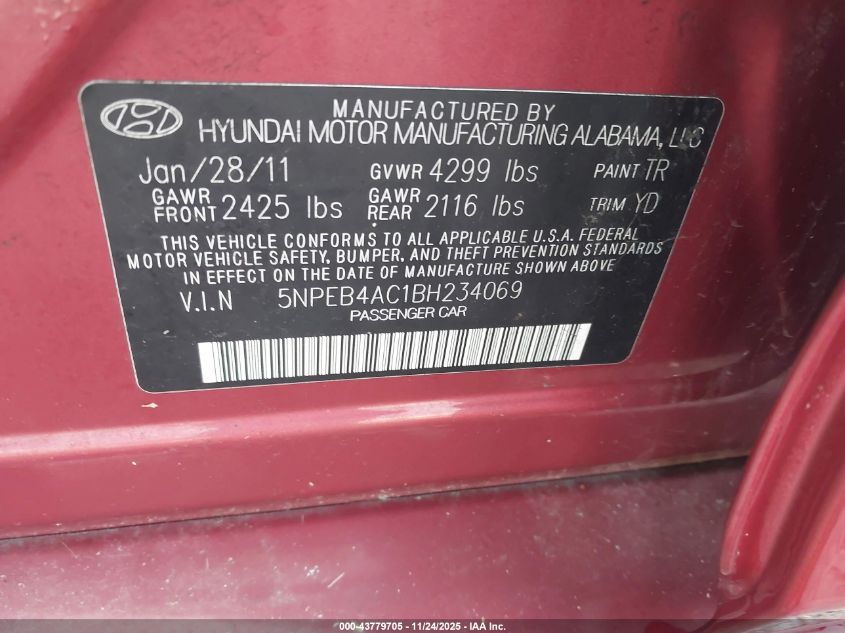 MANUFACTURED BY
HYUNDAI MOTOR MANUFACTURING ALABAMA, LLC
Jan/28/11 GVWR 4299 lbs PAINT TR
GAWR FRONT 2425 lbs GAWR REAR 2116 lbs TRIM YD
THIS VEHICLE CONFORMS TO ALL APPLICABLE U.S.A. FEDERAL
MOTOR VEHICLE SAFETY, BUMPER, AND THEFT PREVENTION STANDARDS
IN EFFECT ON THE DATE OF MANUFACTURE SHOWN ABOVE.
V.I.N 5NPEB4AC1BH234069
PASSENGER CAR
000-43779705 - 11/24/2025 - IAA Inc.